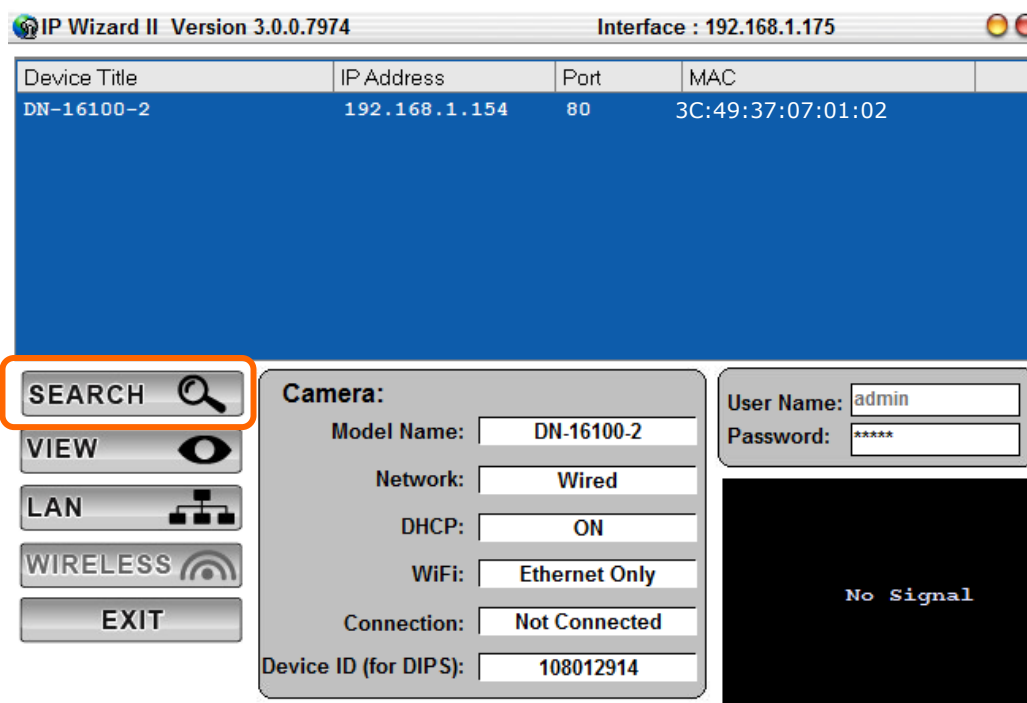 IP Wizard II Version 3.0.0.7974 Interface : 192.168.1.175
Device Title IP Address Port MAC
DN-16100-2 192.168.1.154 80 3C:49:37:07:01:02
SEARCH
VIEW
LAN
WIRELESS
EXIT
Camera:
Model Name: DN-16100-2
Network: Wired
DHCP: ON
WiFi: Ethernet Only
Connection: Not Connected
Device ID (for DIPS): 108012914
User Name: admin
Password: *****
No Signal